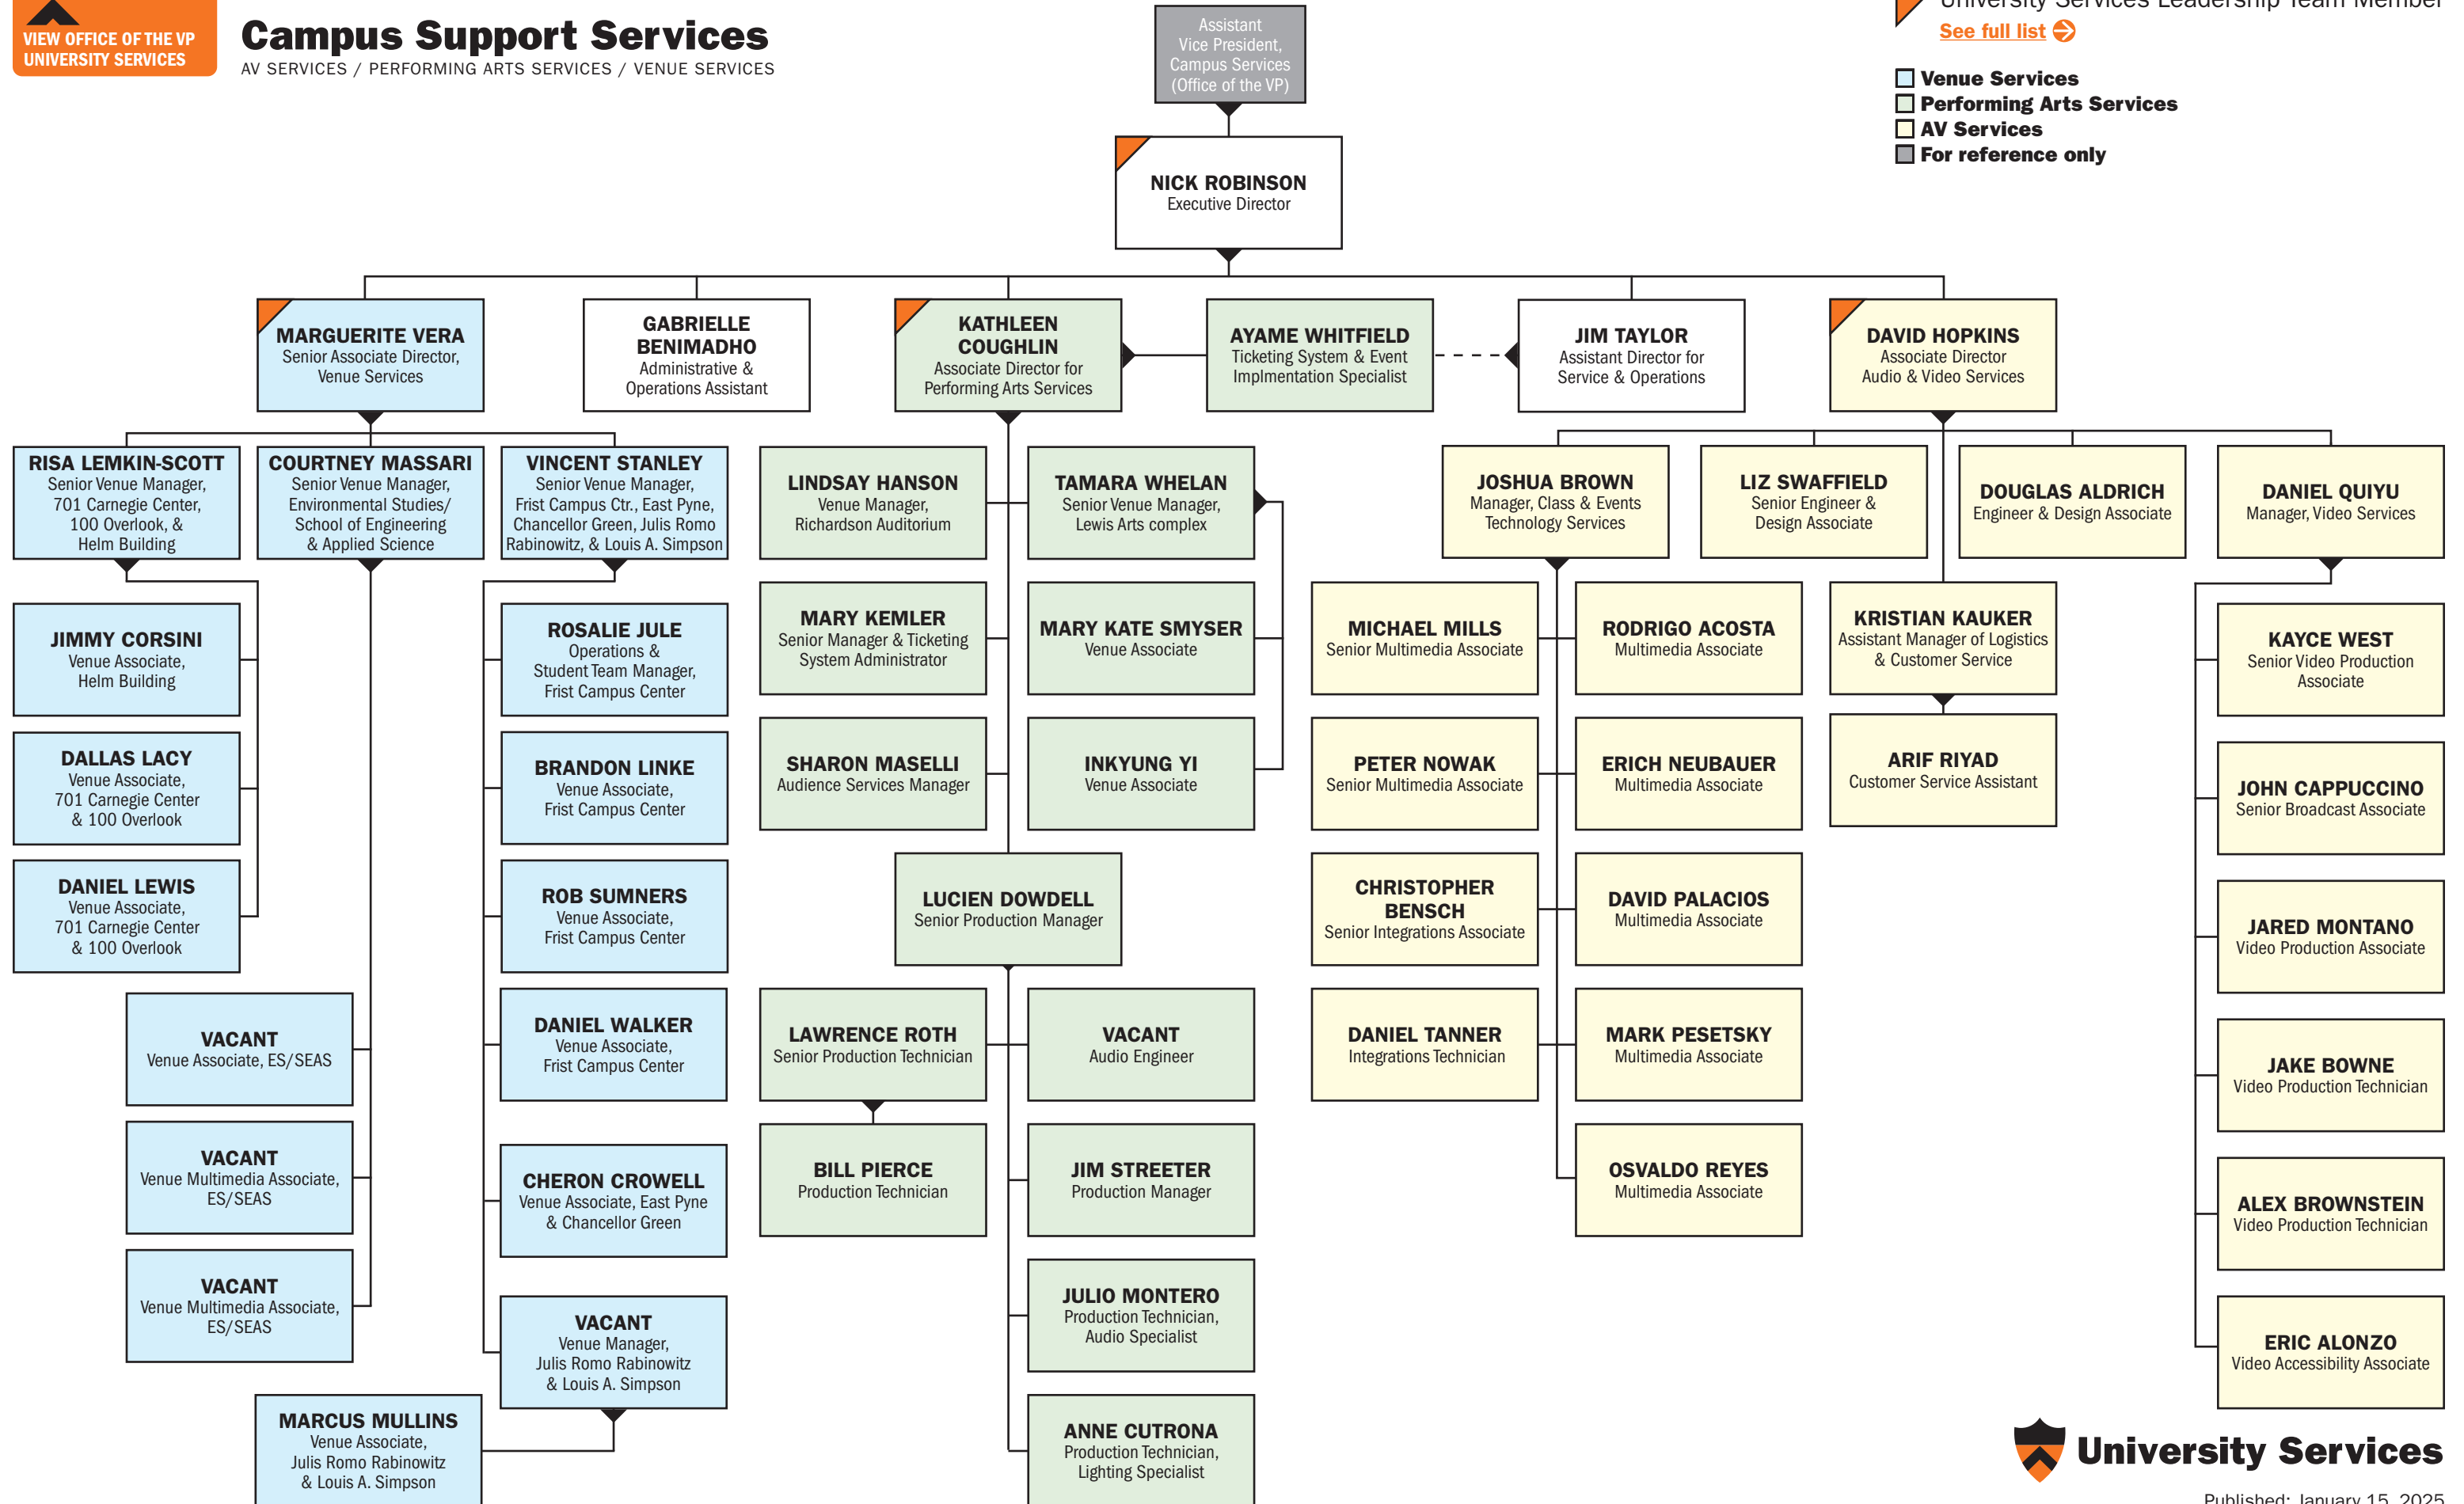 VIEW OFFICE OF THE VP
UNIVERSITY SERVICES
Campus Support Services
AV SERVICES / PERFORMING ARTS SERVICES / VENUE SERVICES
Assistant
Vice President,
Campus Services
(Office of the VP)
University Services Leadership Team Member
See full list
Venue Services
Performing Arts Services
AV Services
For reference only
NICK ROBINSON
Executive Director
MARGUERITE VERA
Senior Associate Director,
Venue Services
GABRIELLE
BENIMADHO
Administrative &
Operations Assistant
KATHLEEN
COUGHLIN
Associate Director for
Performing Arts Services
AYAME WHITFIELD
Ticketing System & Event
Implmentation Specialist
JIM TAYLOR
Assistant Director for
Service & Operations
DAVID HOPKINS
Associate Director
Audio & Video Services
RISA LEMKIN-SCOTT
Senior Venue Manager,
701 Carnegie Center,
100 Overlook, &
Helm Building
COURTNEY MASSARI
Senior Venue Manager,
Environmental Studies/
School of Engineering
& Applied Science
VINCENT STANLEY
Senior Venue Manager,
Frist Campus Ctr., East Pyne,
Chancellor Green, Julis Romo
Rabinowitz, & Louis A. Simpson
LINDSAY HANSON
Venue Manager,
Richardson Auditorium
TAMARA WHELAN
Senior Venue Manager,
Lewis Arts complex
JOSHUA BROWN
Manager, Class & Events
Technology Services
LIZ SWAFFIELD
Senior Engineer &
Design Associate
DOUGLAS ALDRICH
Engineer & Design Associate
DANIEL QUIYU
Manager, Video Services
JIMMY CORSINI
Venue Associate,
Helm Building
ROSALIE JULE
Operations &
Student Team Manager,
Frist Campus Center
MARY KEMLER
Senior Manager & Ticketing
System Administrator
MARY KATE SMYSER
Venue Associate
MICHAEL MILLS
Senior Multimedia Associate
RODRIGO ACOSTA
Multimedia Associate
KRISTIAN KAUKER
Assistant Manager of Logistics
& Customer Service
KAYCE WEST
Senior Video Production
Associate
DALLAS LACY
Venue Associate,
701 Carnegie Center
& 100 Overlook
BRANDON LINKE
Venue Associate,
Frist Campus Center
SHARON MASELLI
Audience Services Manager
INKYUNG YI
Venue Associate
PETER NOWAK
Senior Multimedia Associate
ERICH NEUBAUER
Multimedia Associate
ARIF RIYAD
Customer Service Assistant
JOHN CAPPUCCINO
Senior Broadcast Associate
DANIEL LEWIS
Venue Associate,
701 Carnegie Center
& 100 Overlook
ROB SUMNERS
Venue Associate,
Frist Campus Center
LUCIEN DOWDELL
Senior Production Manager
CHRISTOPHER
BENSCH
Senior Integrations Associate
DAVID PALACIOS
Multimedia Associate
JARED MONTANO
Video Production Associate
VACANT
Venue Associate, ES/SEAS
DANIEL WALKER
Venue Associate,
Frist Campus Center
LAWRENCE ROTH
Senior Production Technician
VACANT
Audio Engineer
DANIEL TANNER
Integrations Technician
MARK PESETSKY
Multimedia Associate
JAKE BOWNE
Video Production Technician
VACANT
Venue Multimedia Associate,
ES/SEAS
CHERON CROWELL
Venue Associate, East Pyne
& Chancellor Green
BILL PIERCE
Production Technician
JIM STREETER
Production Manager
OSVALDO REYES
Multimedia Associate
ALEX BROWNSTEIN
Video Production Technician
VACANT
Venue Multimedia Associate,
ES/SEAS
VACANT
Venue Manager,
Julis Romo Rabinowitz
& Louis A. Simpson
JULIO MONTERO
Production Technician,
Audio Specialist
ERIC ALONZO
Video Accessibility Associate
MARCUS MULLINS
Venue Associate,
Julis Romo Rabinowitz
& Louis A. Simpson
ANNE CUTRONA
Production Technician,
Lighting Specialist
University Services
Published: January 15, 2025